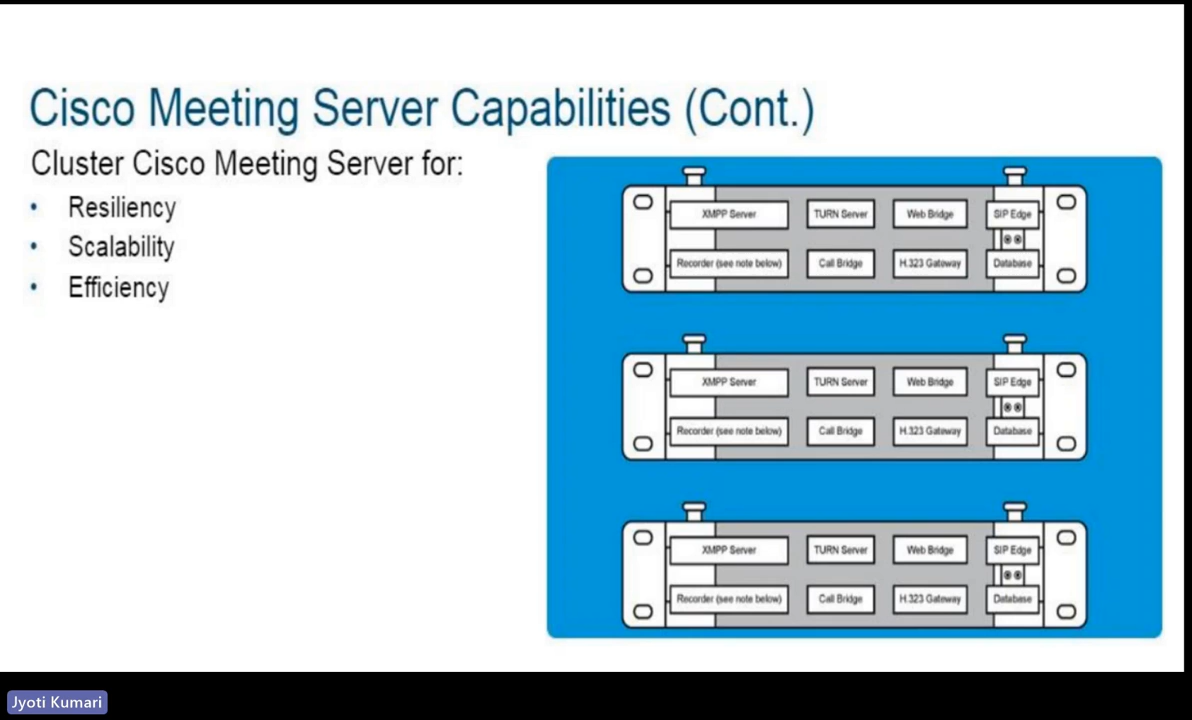 Cisco Meeting Server Capabilities (Cont.)
Cluster Cisco Meeting Server for:
• Resiliency
• Scalability
• Efficiency
XMPP Server TURN Server Web Bridge SIP Edge
Recorder (see note below) Call Bridge H.323 Gateway Database
XMPP Server TURN Server Web Bridge SIP Edge
Recorder (see note below) Call Bridge H.323 Gateway Database
XMPP Server TURN Server Web Bridge SIP Edge
Recorder (see note below) Call Bridge H.323 Gateway Database
Jyoti Kumari